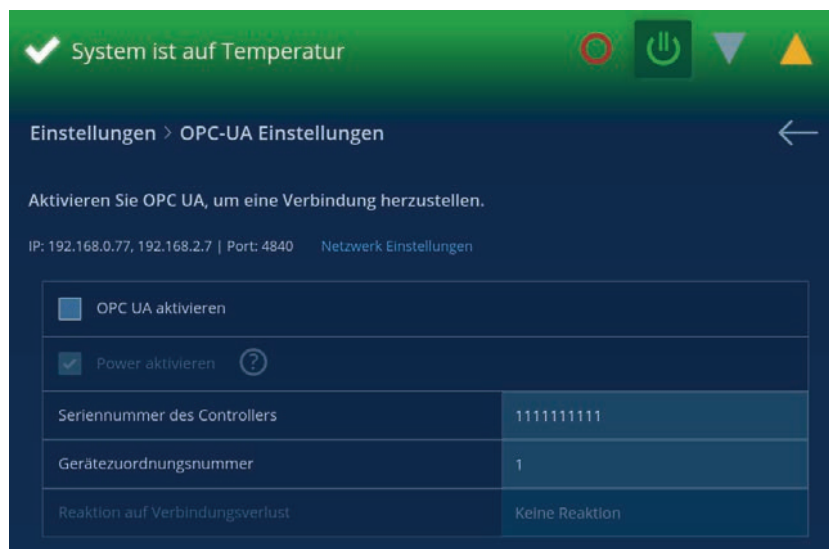 System ist auf Temperatur
Einstellungen > OPC-UA Einstellungen
Aktivieren Sie OPC UA, um eine Verbindung herzustellen.
IP: 192.168.0.77, 192.168.2.7 | Port: 4840 Netzwerk Einstellungen
OPC UA aktivieren
Power aktivieren ?
Seriennummer des Controllers 1111111111
Gerätezuordnungsnummer 1
Reaktion auf Verbindungsverlust Keine Reaktion